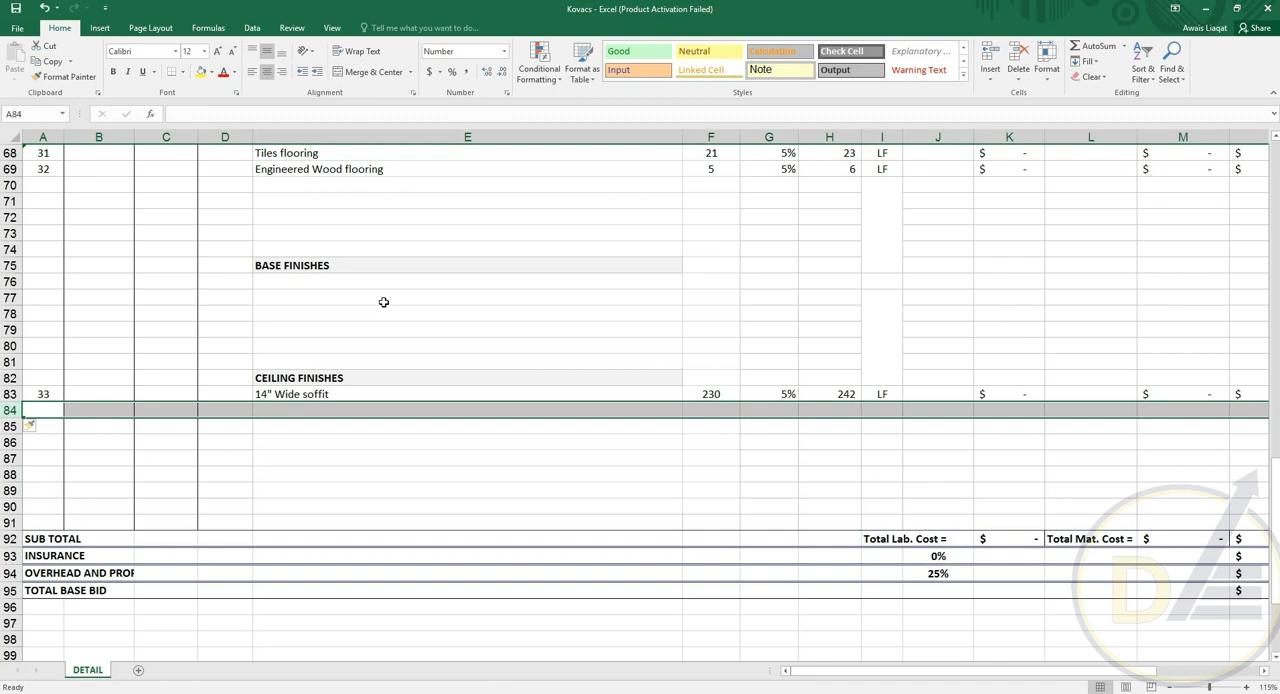 Kovacs - Excel (Product Activation Failed)
File Home Insert Page Layout Formulas Data Review View Tell me what you want to do... Awais Liaqat Share
Paste Cut Copy Format Painter Clipboard
Calibri 12 A A B I U A Font
Wrap Text Merge & Center Alignment
Number $ % , Number
Conditional Formatting Format as Table
Good Neutral Calculation Check Cell Explanatory ...
Input Linked Cell Note Output Warning Text
Styles
Insert Delete Format Cells
AutoSum Fill Clear Sort & Filter Find & Select Editing
A84 fx
A B C D E F G H I J K L M
68 31 Tiles flooring 21 5% 23 LF $ - $ - $
69 32 Engineered Wood flooring 5 5% 6 LF $ - $ - $
70
71
72
73
74
75 BASE FINISHES
76
77
78
79
80
81
82 CEILING FINISHES
83 33 14" Wide soffit 230 5% 242 LF $ - $ - $
84
85
86
87
88
89
90
91
92 SUB TOTAL Total Lab. Cost = $ - Total Mat. Cost = $ - $
93 INSURANCE 0% $
94 OVERHEAD AND PROF 25% $
95 TOTAL BASE BID $
96
97
98
99
DETAIL
Ready 115%